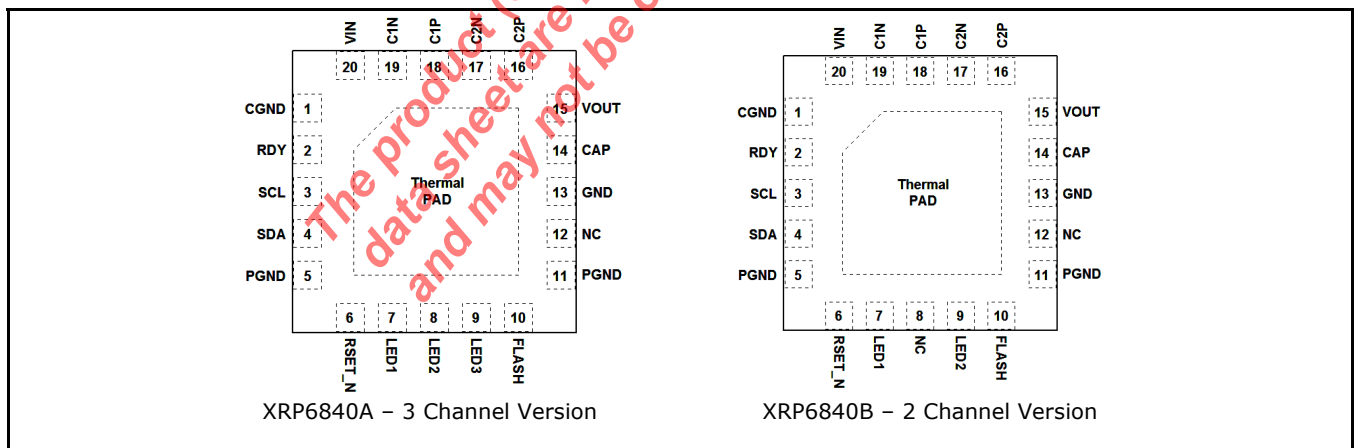 VIN C1N C1P C2N C2P
20 19 18 17 16
CGND 1
RDY 2
SCL 3
SDA 4
PGND 5
15 VOUT
14 CAP
13 GND
12 NC
11 PGND
Thermal
PAD
6 7 8 9 10
RSET_N LED1 LED2 LED3 FLASH
XRP6840A – 3 Channel Version
VIN C1N C1P C2N C2P
20 19 18 17 16
CGND 1
RDY 2
SCL 3
SDA 4
PGND 5
15 VOUT
14 CAP
13 GND
12 NC
11 PGND
Thermal
PAD
6 7 8 9 10
RSET_N LED1 NC LED2 FLASH
XRP6840B – 2 Channel Version
The product
data sheet are
and may not be